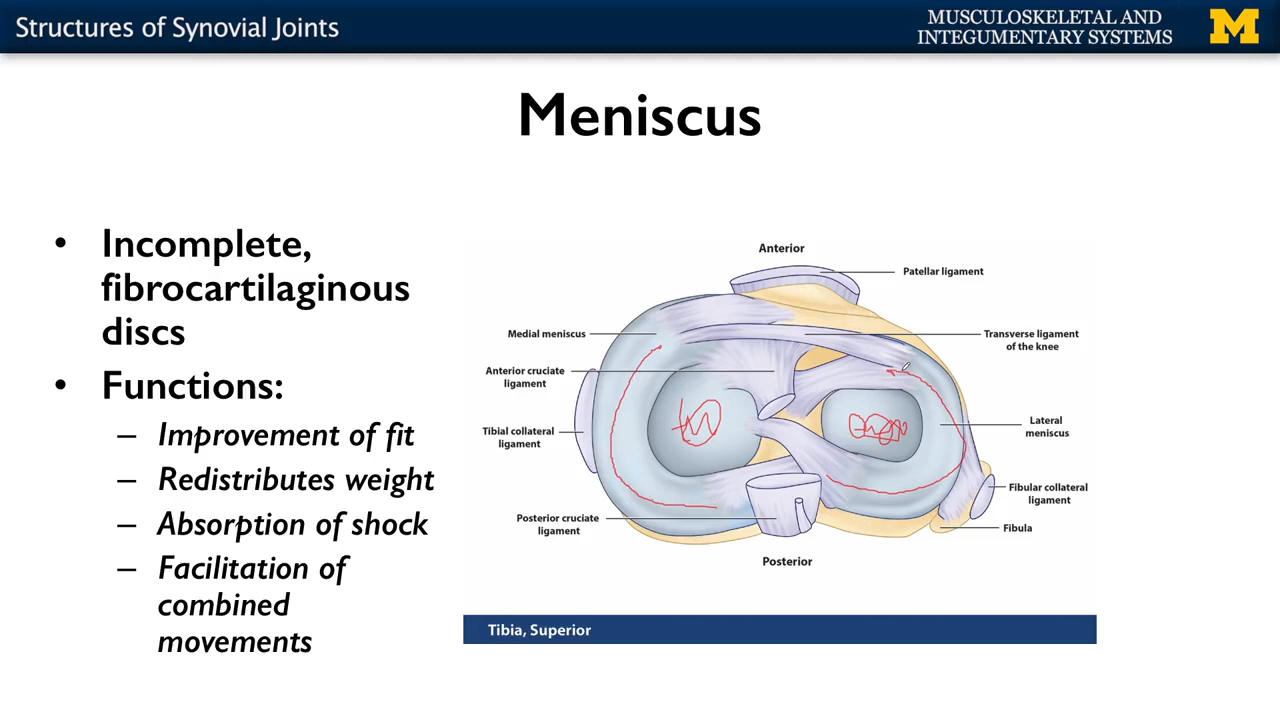 Structures of Synovial Joints
MUSCULOSKELETAL AND
INTEGUMENTARY SYSTEMS
M
Meniscus
• Incomplete,
fibrocartilaginous
discs
• Functions:
– Improvement of fit
– Redistributes weight
– Absorption of shock
– Facilitation of
combined
movements
Anterior
Patellar ligament
Medial meniscus
Transverse ligament
of the knee
Anterior cruciate
ligament
Tibial collateral
ligament
Lateral
meniscus
Fibular collateral
ligament
Posterior cruciate
ligament
Fibula
Posterior
Tibia, Superior